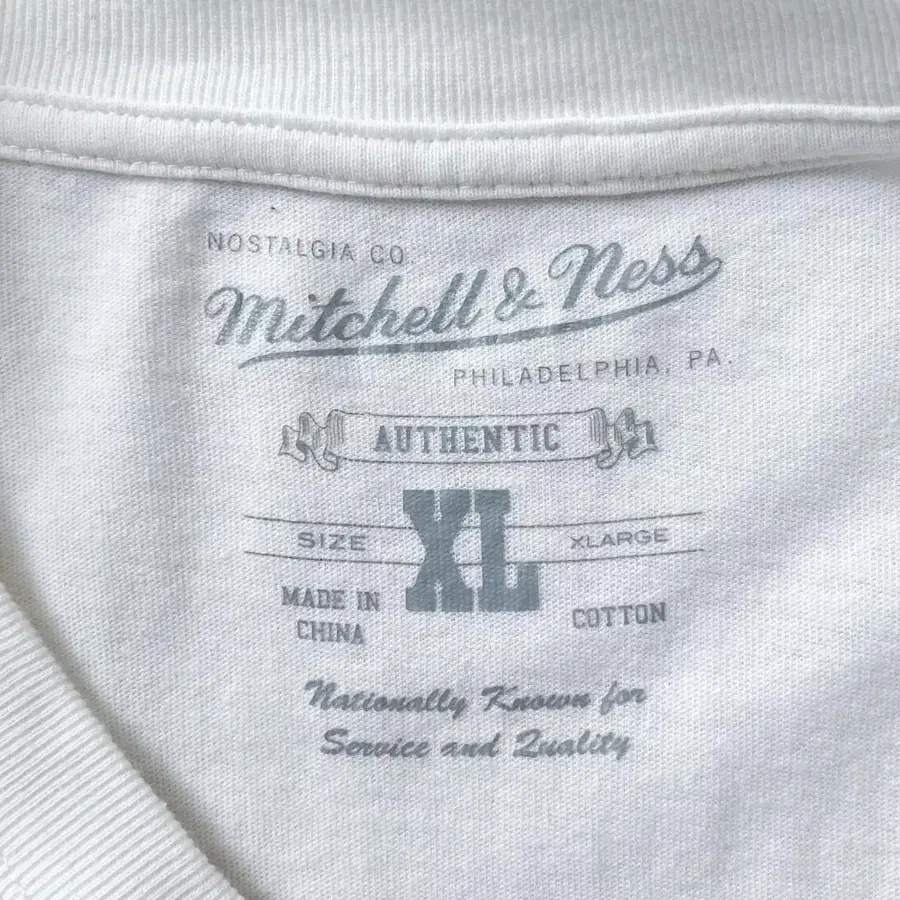 NOSTALGIA CO.
Mitchell & Ness
PHILADELPHIA, PA.
AUTHENTIC
XL
SIZE XLARGE
MADE IN
CHINA
COTTON
Nationally Known for
Service and Quality